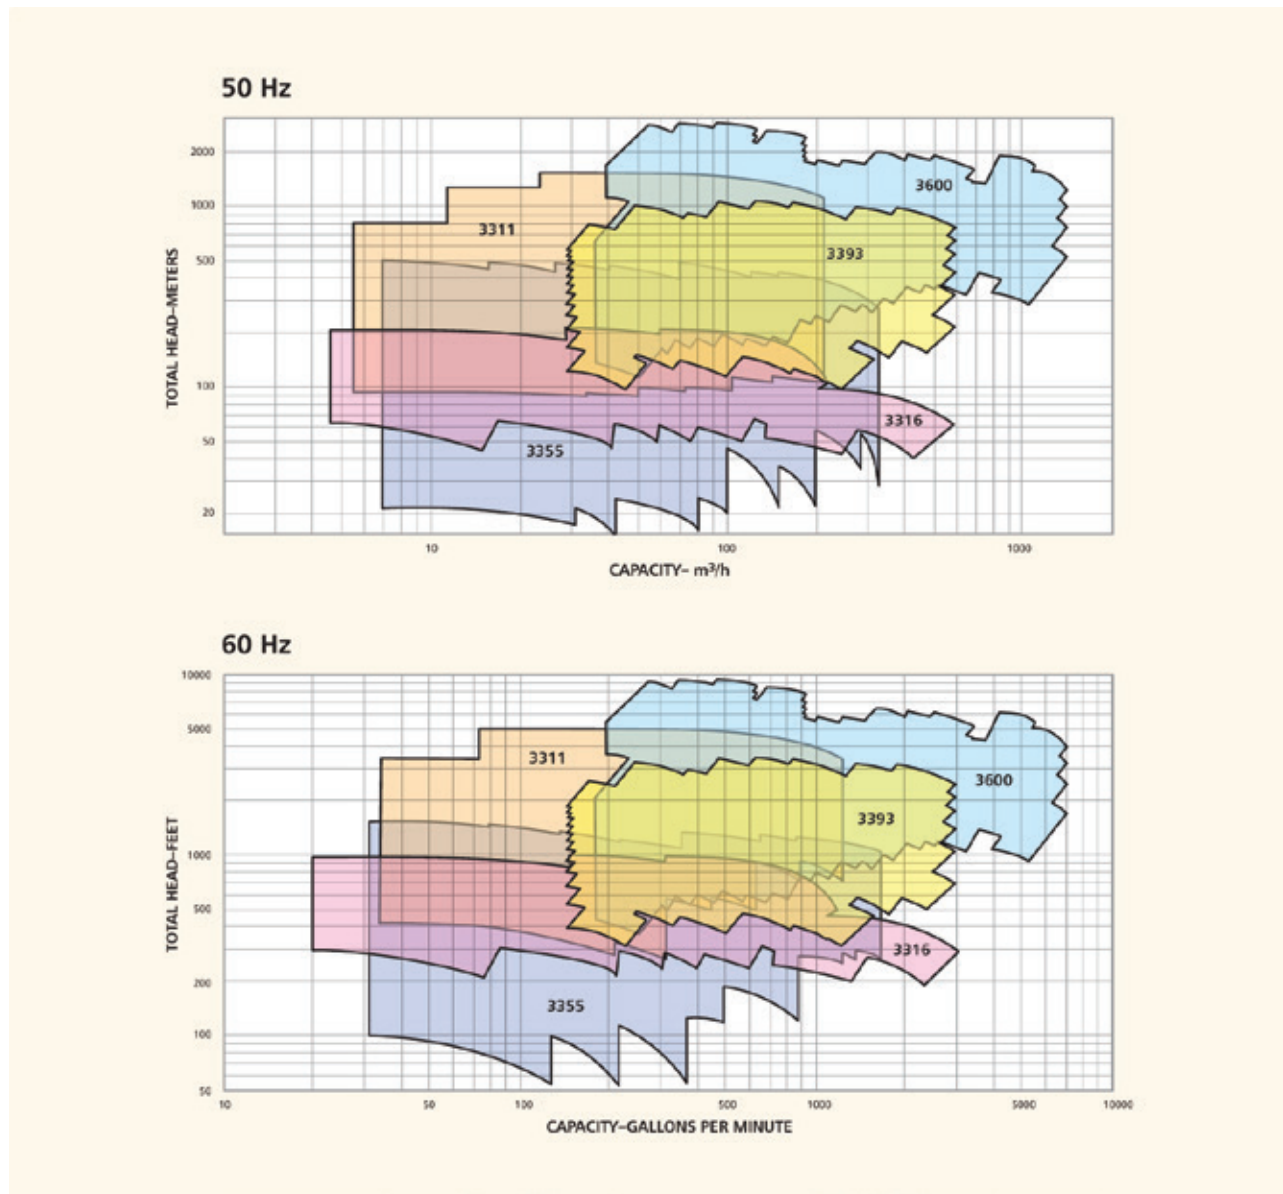 50 Hz
2000
3600
1000
3311
3393
500
TOTAL HEAD–METERS
100
3316
50
3355
20
10 100 1000
CAPACITY– m³/h
60 Hz
10000
5000
3311
3600
3393
1000
TOTAL HEAD–FEET
500
3316
200
3355
100
50
10 50 100 500 1000 5000 10000
CAPACITY–GALLONS PER MINUTE